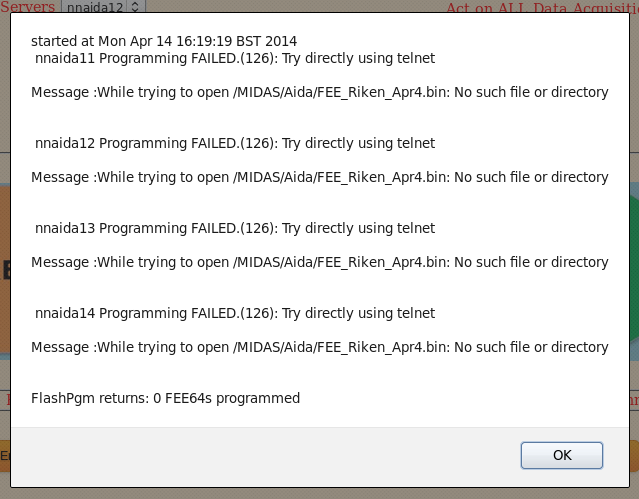 Servers nnaida12 Act on ALL Data Acquisiti
started at Mon Apr 14 16:19:19 BST 2014
nnaida11 Programming FAILED.(126): Try directly using telnet
Message :While trying to open /MIDAS/Aida/FEE_Riken_Apr4.bin: No such file or directory
nnaida12 Programming FAILED.(126): Try directly using telnet
Message :While trying to open /MIDAS/Aida/FEE_Riken_Apr4.bin: No such file or directory
nnaida13 Programming FAILED.(126): Try directly using telnet
Message :While trying to open /MIDAS/Aida/FEE_Riken_Apr4.bin: No such file or directory
nnaida14 Programming FAILED.(126): Try directly using telnet
Message :While trying to open /MIDAS/Aida/FEE_Riken_Apr4.bin: No such file or directory
FlashPgm returns: 0 FEE64s programmed
OK